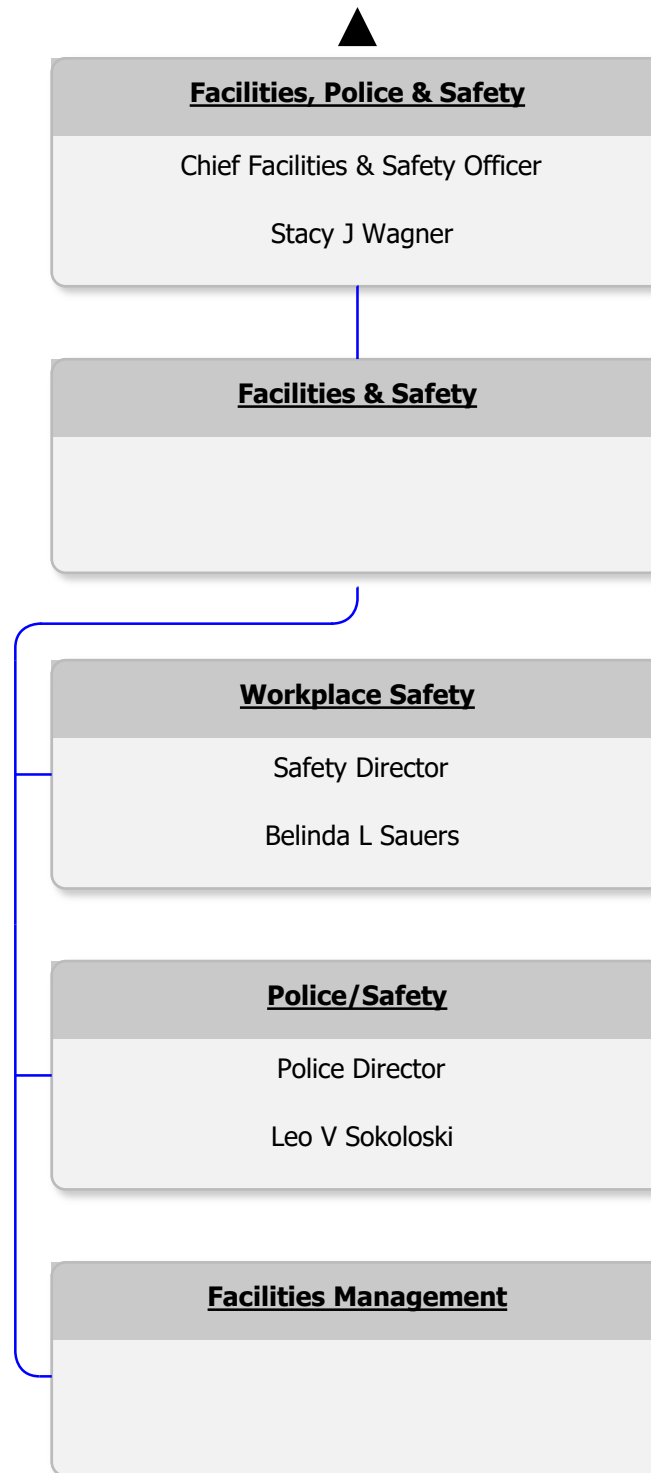 Facilities, Police & Safety
Chief Facilities & Safety Officer
Stacy J Wagner
Facilities & Safety
Workplace Safety
Safety Director
Belinda L Sauers
Police/Safety
Police Director
Leo V Sokoloski
Facilities Management